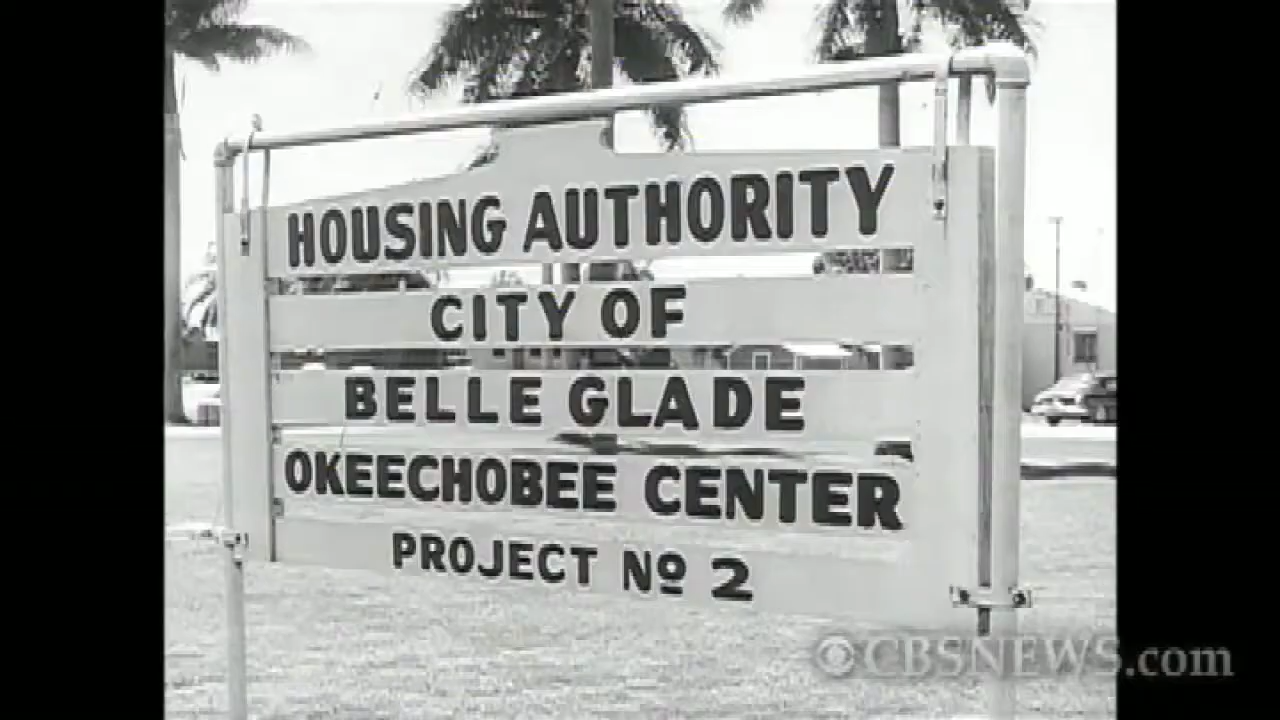 HOUSING AUTHORITY
CITY OF
BELLE GLADE
OKEECHOBEE CENTER
PROJECT Nº 2
CBSNEWS.com